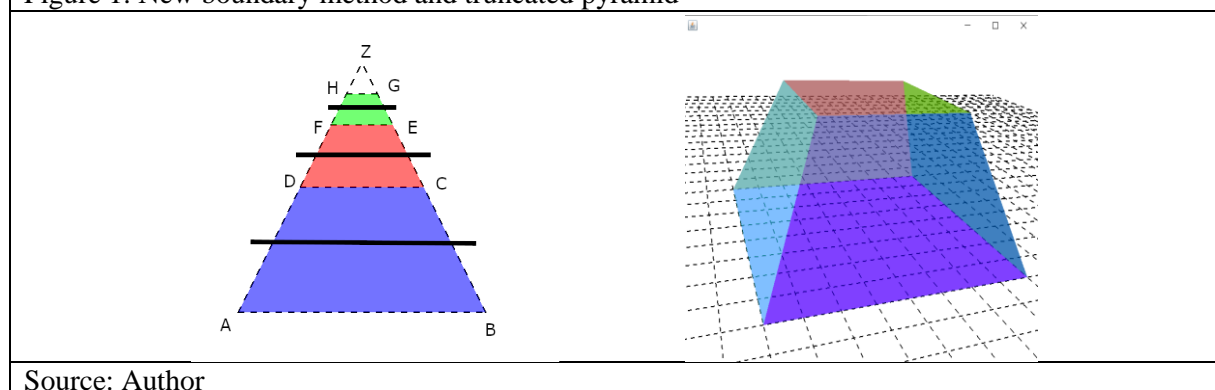 Figure 1: New boundary method and truncated pyramid
Z
H G
F E
D C
A B
Source: Author